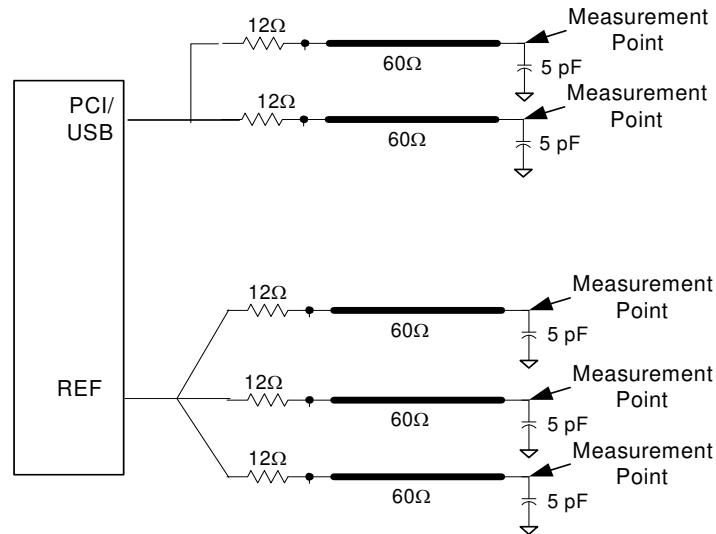 12Ω
Measurement
Point
60Ω
5 pF
PCI/
USB
12Ω
Measurement
Point
60Ω
5 pF
12Ω
Measurement
Point
60Ω
5 pF
REF
12Ω
Measurement
Point
60Ω
5 pF
12Ω
Measurement
Point
60Ω
5 pF